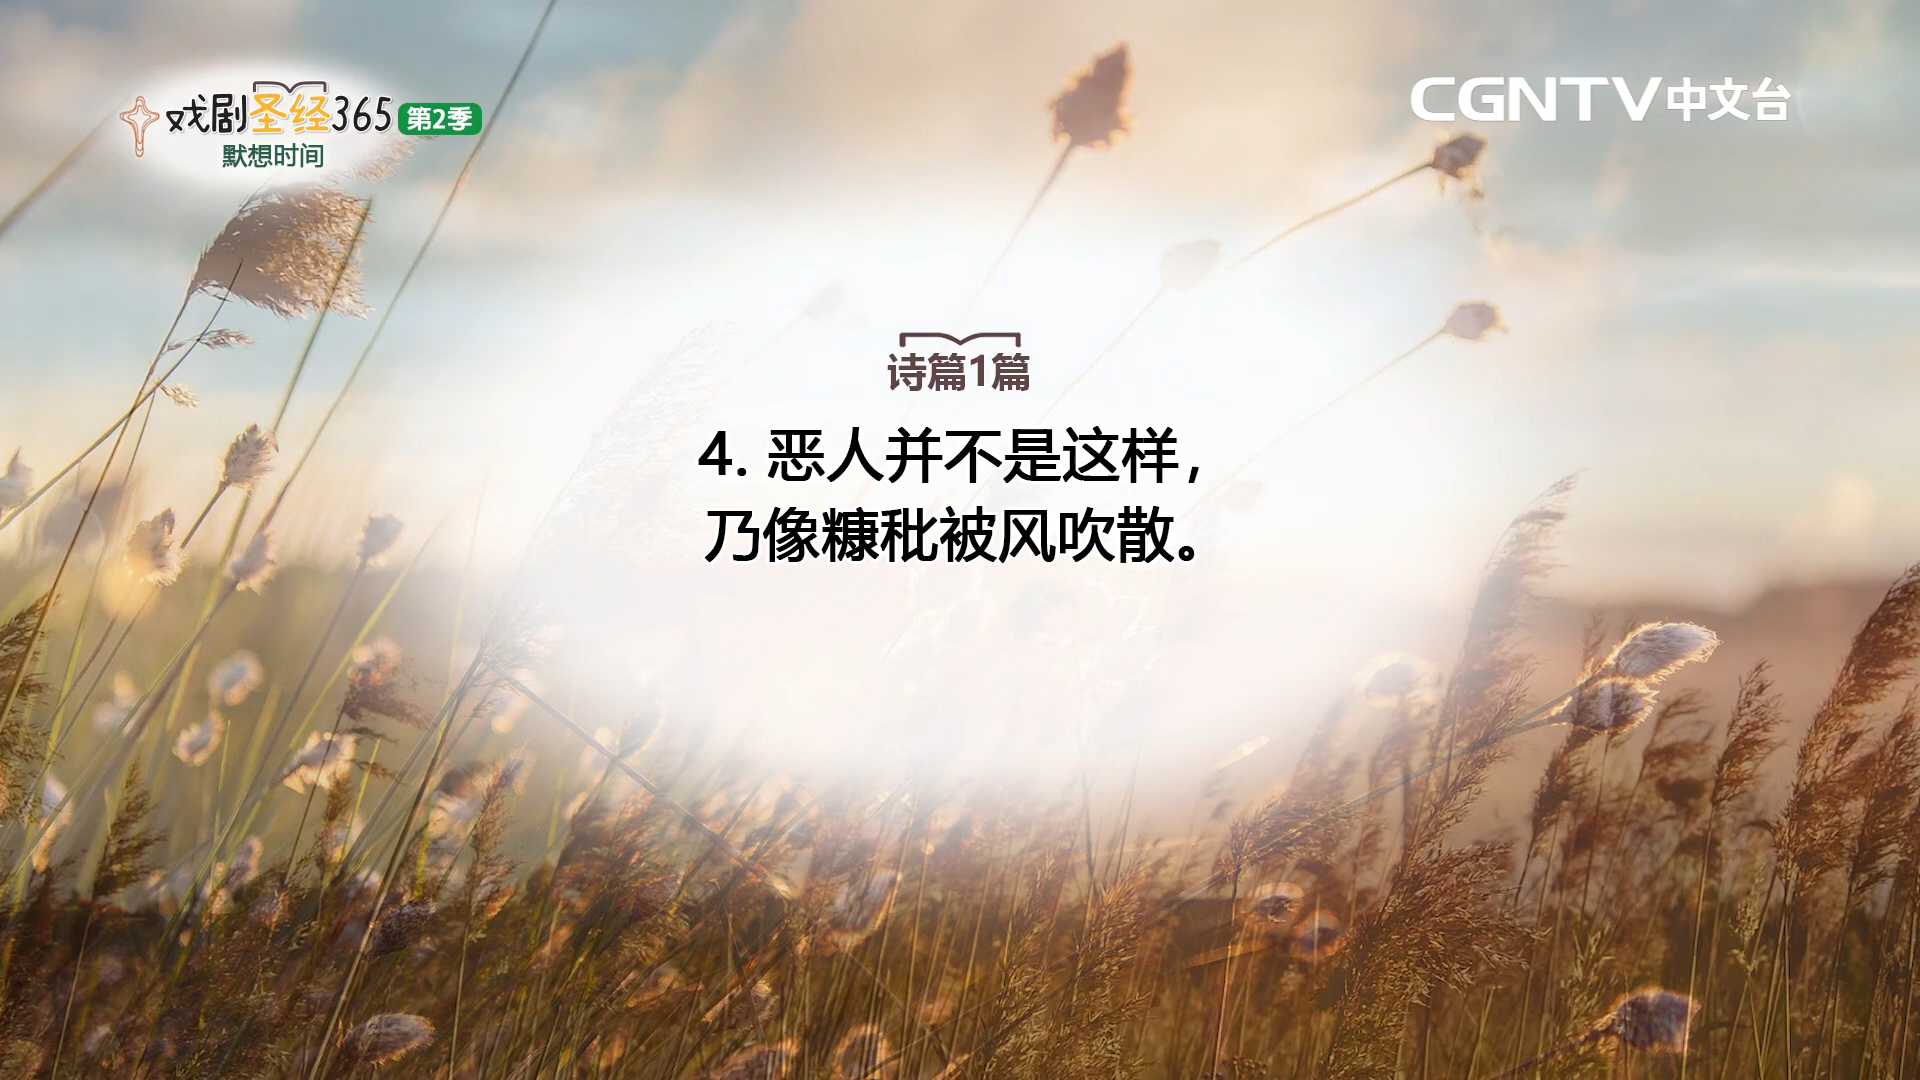 戏剧圣经365 第2季
默想时间
CGNTV中文台
诗篇1篇
4. 恶人并不是这样，
乃像糠秕被风吹散。